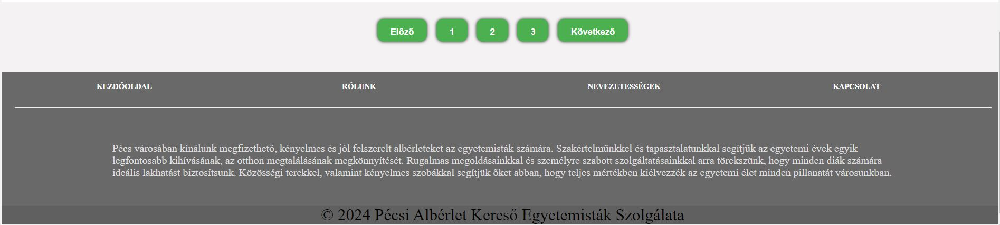 Előző 1 2 3 Következő
KEZDŐOLDAL RÓLUNK NEVEZETESSÉGEK KAPCSOLAT
Pécs városában kínálunk megfizethető, kényelmes és jól felszerelt albérleteket az egyetemisták számára. Szakértelmünkkel és tapasztalatunkkal segítjük az egyetemi évek egyik
legfontosabb kihívásának, az otthon megtalálásának megkönnyítését. Rugalmas megoldásainkkal és személyre szabott szolgáltatásainkkal arra törekszünk, hogy minden diák számára
ideális lakhatást biztosítsunk. Közösségi terekkel, valamint kényelmes szobákkal segítjük őket abban, hogy teljes mértékben kiélvezzék az egyetemi élet minden pillanatát városunkban.
© 2024 Pécsi Albérlet Kereső Egyetemisták Szolgálata